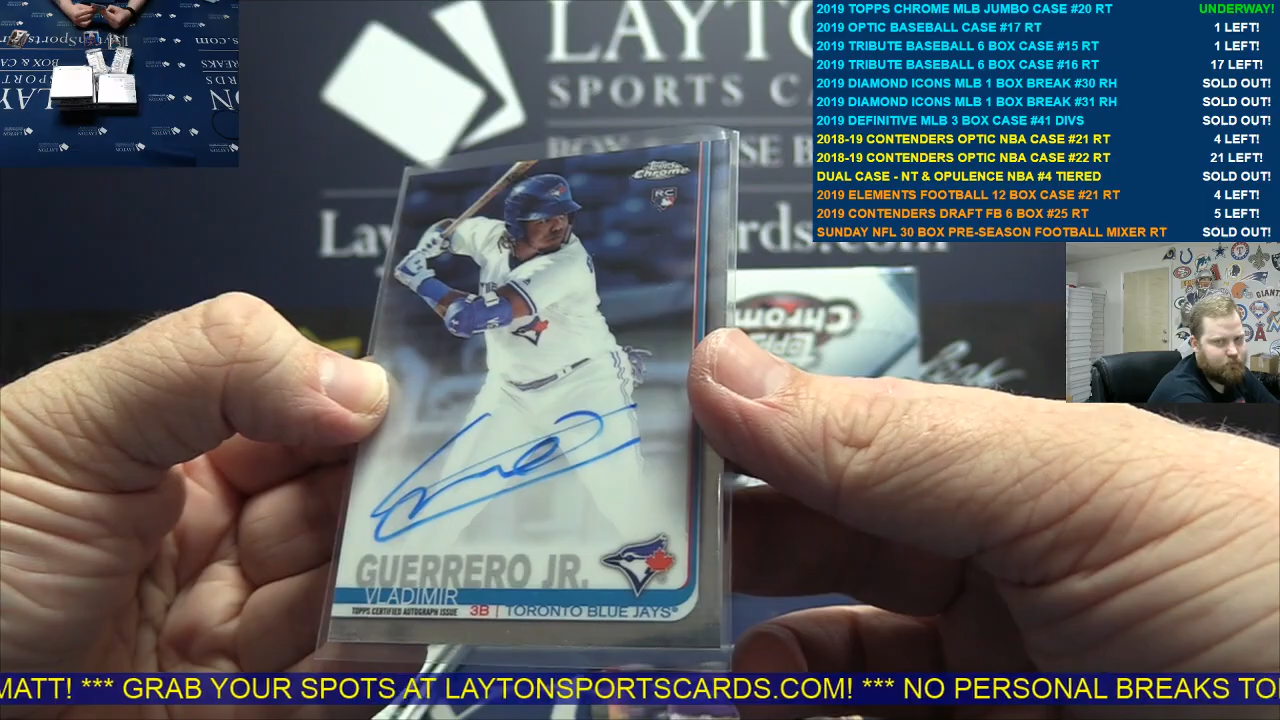 2019 TOPPS CHROME MLB JUMBO CASE #20 RT UNDERWAY!
2019 OPTIC BASEBALL CASE #17 RT 1 LEFT!
2019 TRIBUTE BASEBALL 6 BOX CASE #15 RT 1 LEFT!
2019 TRIBUTE BASEBALL 6 BOX CASE #16 RT 17 LEFT!
2019 DIAMOND ICONS MLB 1 BOX BREAK #30 RH SOLD OUT!
2019 DIAMOND ICONS MLB 1 BOX BREAK #31 RH SOLD OUT!
2019 DEFINITIVE MLB 3 BOX CASE #41 DIVS SOLD OUT!
2018-19 CONTENDERS OPTIC NBA CASE #21 RT 4 LEFT!
2018-19 CONTENDERS OPTIC NBA CASE #22 RT 21 LEFT!
DUAL CASE - NT & OPULENCE NBA #4 TIERED SOLD OUT!
2019 ELEMENTS FOOTBALL 12 BOX CASE #21 RT 4 LEFT!
2019 CONTENDERS DRAFT FB 6 BOX #25 RT 5 LEFT!
SUNDAY NFL 30 BOX PRE-SEASON FOOTBALL MIXER RT SOLD OUT!
LAYTO
SPORTS CA
Topps Chrome
RC
Topps Chrome
GUERRERO JR.
VLADIMIR
TOPPS CERTIFIED AUTOGRAPH ISSUE 3B | TORONTO BLUE JAYS
MATT! *** GRAB YOUR SPOTS AT LAYTONSPORTSCARDS.COM! *** NO PERSONAL BREAKS TO